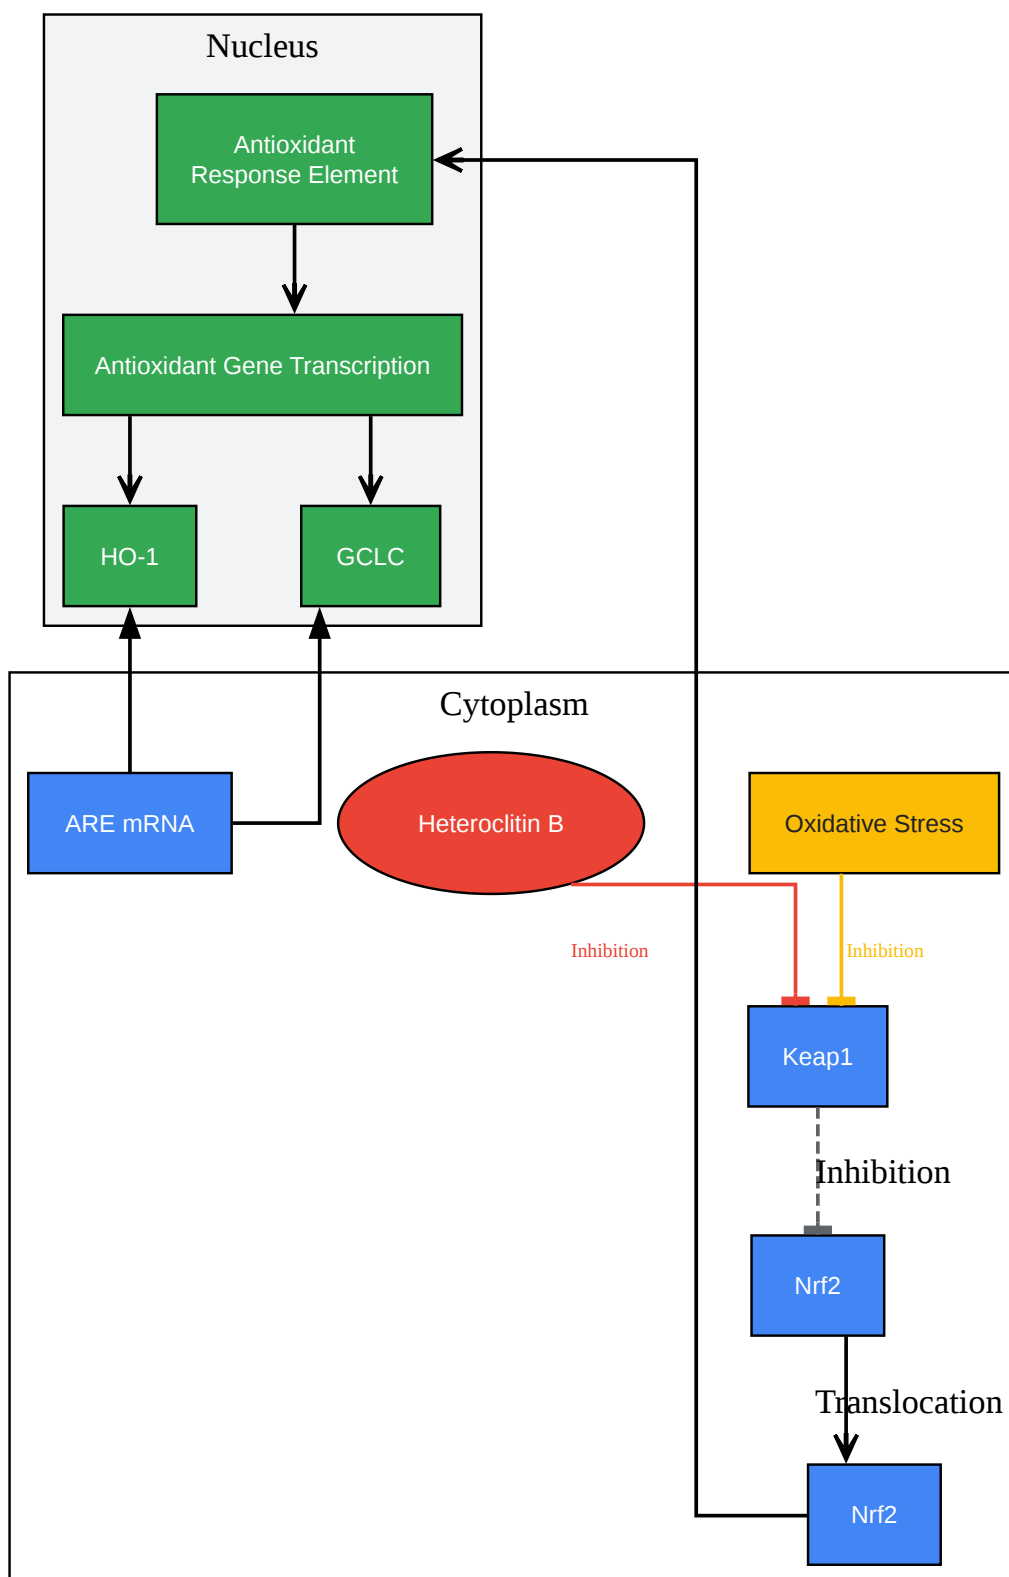 Nucleus
Antioxidant
Response Element
Antioxidant Gene Transcription
HO-1
GCLC
Cytoplasm
ARE mRNA
Heteroclitin B
Oxidative Stress
Inhibition
Inhibition
Keap1
Inhibition
Nrf2
Translocation
Nrf2